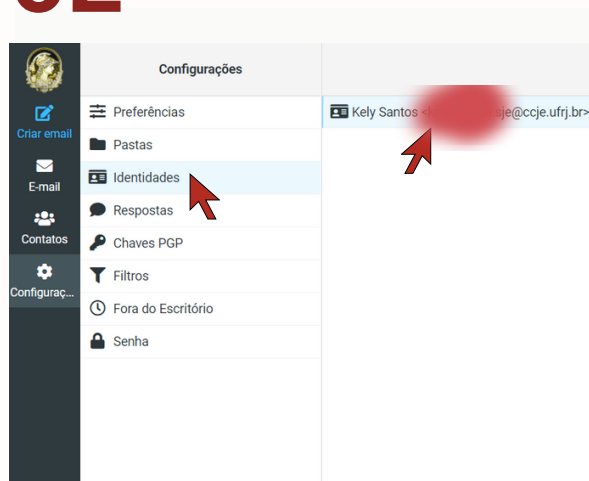 02
Configurações
Criar email
E-mail
Contatos
Configuraç...
Preferências
Pastas
Identidades
Respostas
Chaves PGP
Filtros
Fora do Escritório
Senha
Kely Santos < sje@ccje.ufrj.br>